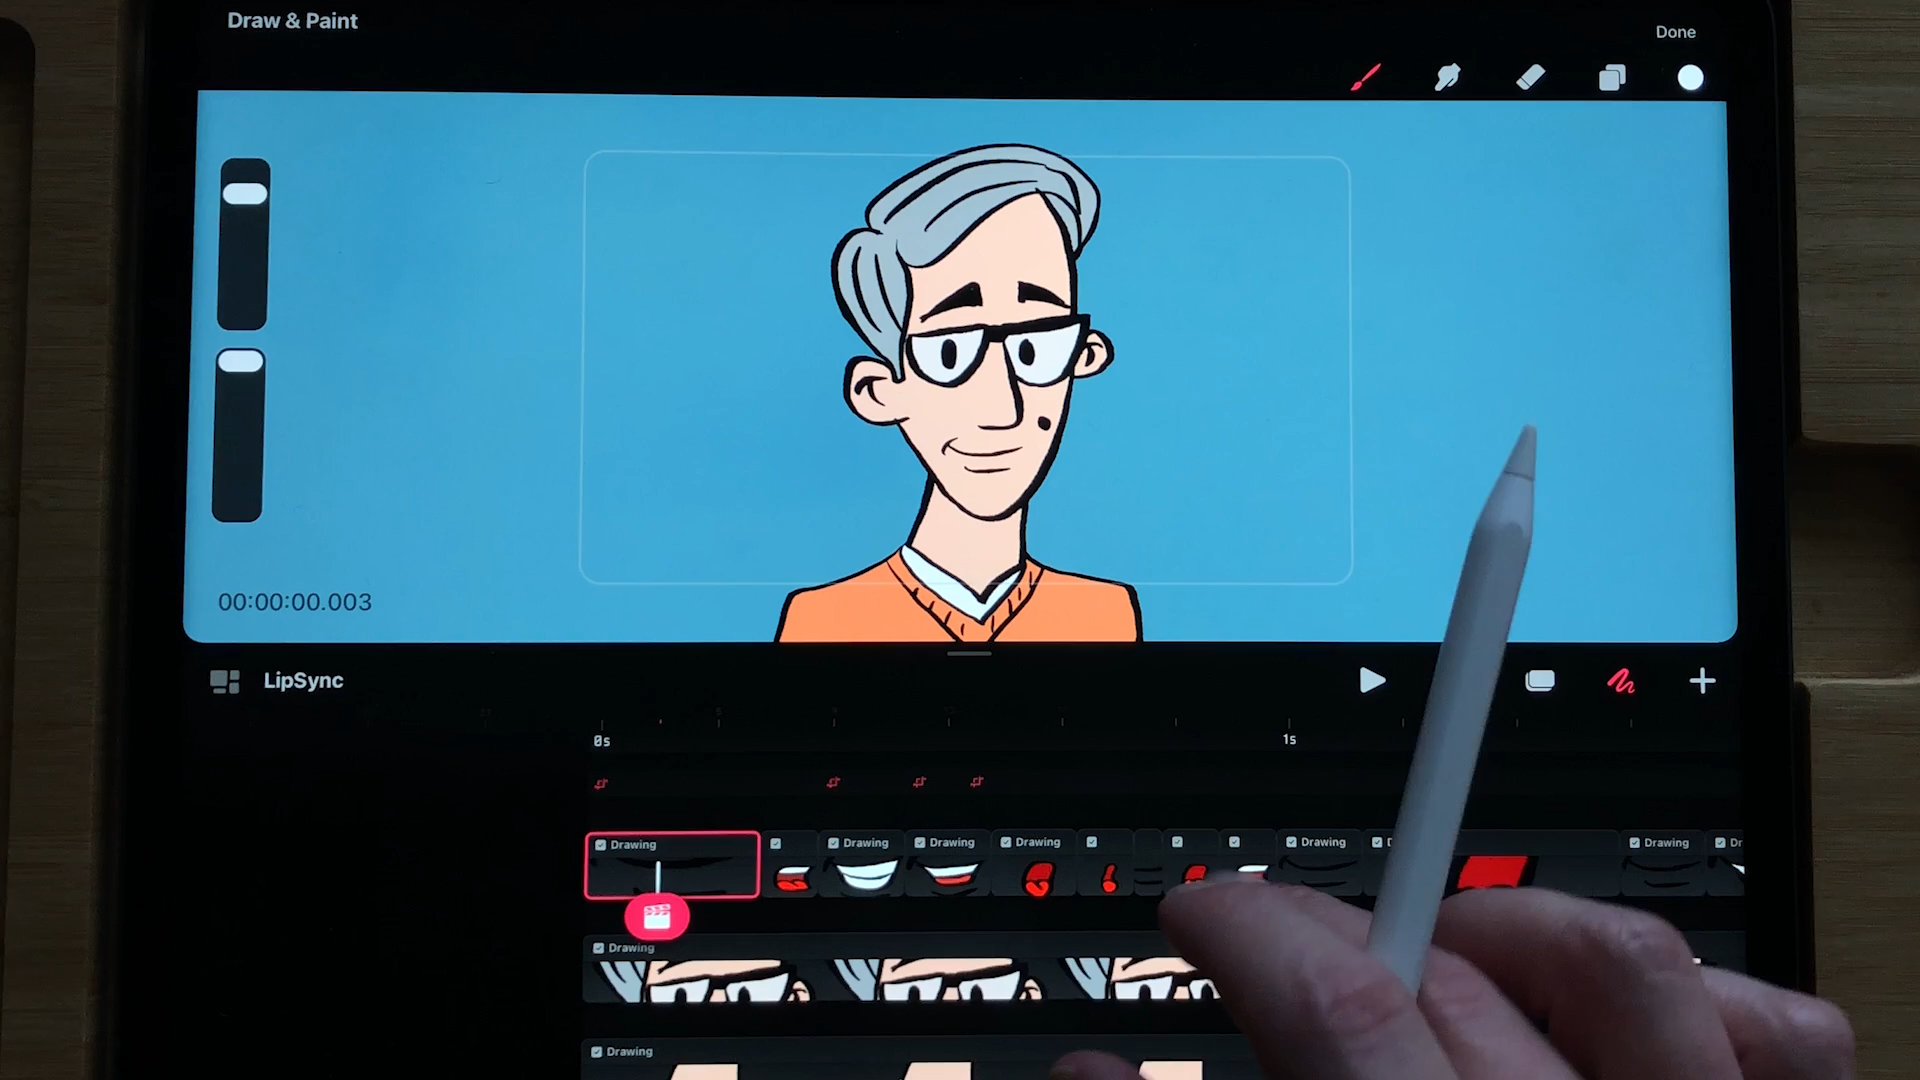 Draw & Paint
Done
00:00:00.003
LipSync
0s
1s
Drawing
Drawing
Drawing
Drawing
Drawing
Drawing
Drawing
Drawing